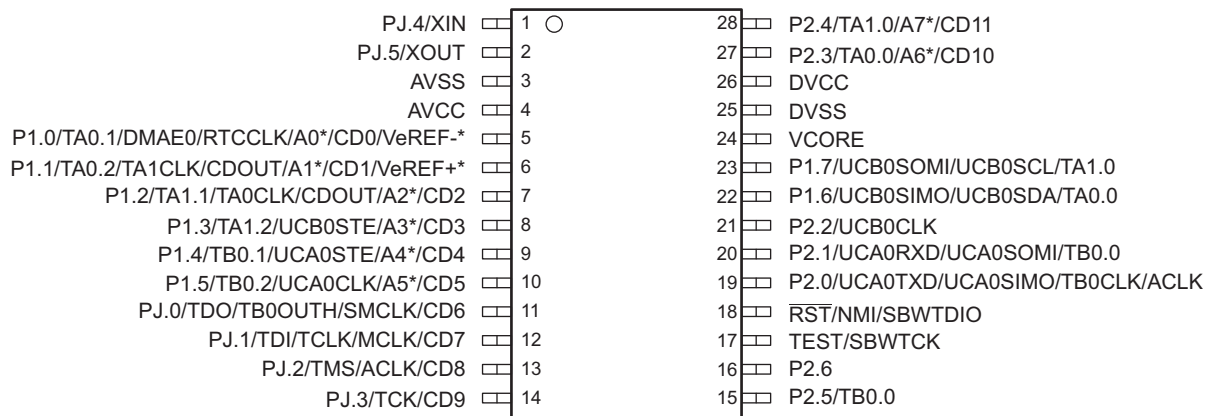 PJ.4/XIN 1 28 P2.4/TA1.0/A7*/CD11
PJ.5/XOUT 2 27 P2.3/TA0.0/A6*/CD10
AVSS 3 26 DVCC
AVCC 4 25 DVSS
P1.0/TA0.1/DMAE0/RTCCLK/A0*/CD0/VeREF-* 5 24 VCORE
P1.1/TA0.2/TA1CLK/CDOUT/A1*/CD1/VeREF+* 6 23 P1.7/UCB0SOMI/UCB0SCL/TA1.0
P1.2/TA1.1/TA0CLK/CDOUT/A2*/CD2 7 22 P1.6/UCB0SIMO/UCB0SDA/TA0.0
P1.3/TA1.2/UCB0STE/A3*/CD3 8 21 P2.2/UCB0CLK
P1.4/TB0.1/UCA0STE/A4*/CD4 9 20 P2.1/UCA0RXD/UCA0SOMI/TB0.0
P1.5/TB0.2/UCA0CLK/A5*/CD5 10 19 P2.0/UCA0TXD/UCA0SIMO/TB0CLK/ACLK
PJ.0/TDO/TB0OUTH/SMCLK/CD6 11 18 RST/NMI/SBWTDIO
PJ.1/TDI/TCLK/MCLK/CD7 12 17 TEST/SBWTCK
PJ.2/TMS/ACLK/CD8 13 16 P2.6
PJ.3/TCK/CD9 14 15 P2.5/TB0.0